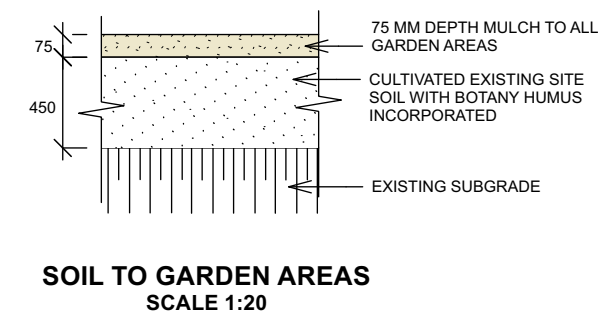 75
75 MM DEPTH MULCH TO ALL
GARDEN AREAS
450
CULTIVATED EXISTING SITE
SOIL WITH BOTANY HUMUS
INCORPORATED
EXISTING SUBGRADE
SOIL TO GARDEN AREAS
SCALE 1:20